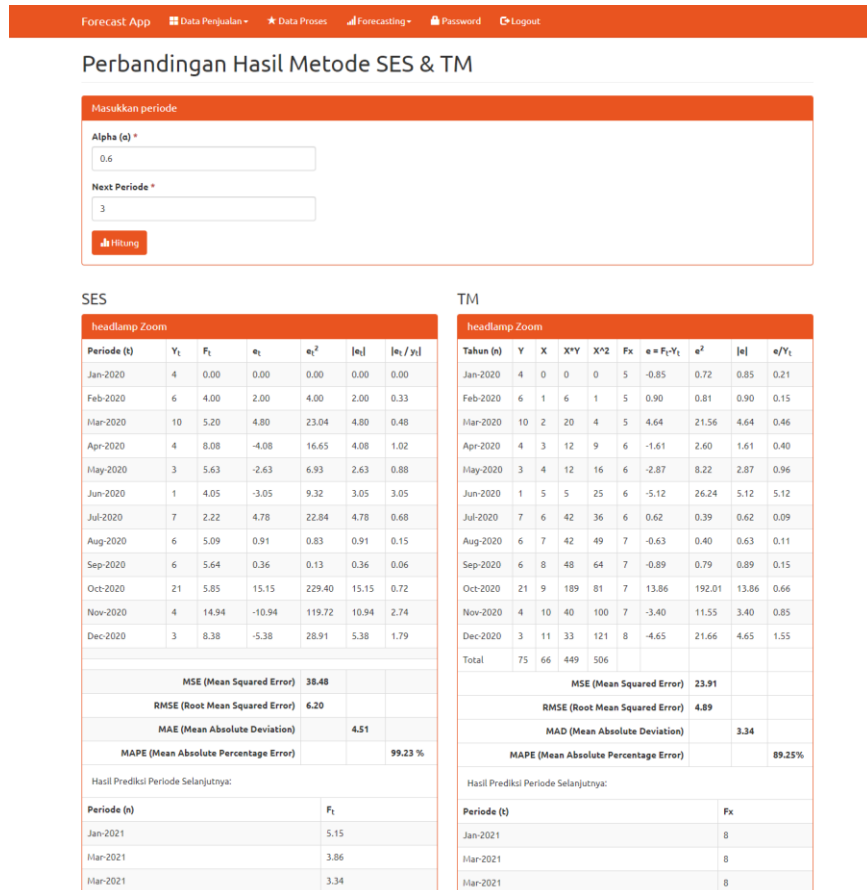 Forecast App Data Penjualan Data Proses Forecasting Password Logout
Perbandingan Hasil Metode SES & TM
Masukkan periode
Alpha (α) *
0.6
Next Periode *
3
Hitung
SES
headlamp Zoom
Periode (t) Yt Ft et et² |et| |et / yt|
Jan-2020 4 0.00 0.00 0.00 0.00 0.00
Feb-2020 6 4.00 2.00 4.00 2.00 0.33
Mar-2020 10 5.20 4.80 23.04 4.80 0.48
Apr-2020 4 8.08 -4.08 16.65 4.08 1.02
May-2020 3 5.63 -2.63 6.93 2.63 0.88
Jun-2020 1 4.05 -3.05 9.32 3.05 3.05
Jul-2020 7 2.22 4.78 22.84 4.78 0.68
Aug-2020 6 5.09 0.91 0.83 0.91 0.15
Sep-2020 6 5.64 0.36 0.13 0.36 0.06
Oct-2020 21 5.85 15.15 229.40 15.15 0.72
Nov-2020 4 14.94 -10.94 119.72 10.94 2.74
Dec-2020 3 8.38 -5.38 28.91 5.38 1.79
MSE (Mean Squared Error) 38.48
RMSE (Root Mean Squared Error) 6.20
MAE (Mean Absolute Deviation) 4.51
MAPE (Mean Absolute Percentage Error) 99.23 %
Hasil Prediksi Periode Selanjutnya:
Periode (n) Ft
Jan-2021 5.15
Mar-2021 3.86
Mar-2021 3.34
TM
headlamp Zoom
Tahun (n) Y X X*Y X^2 Fx e = Ft-Yt e² |e| e/Yt
Jan-2020 4 0 0 0 5 -0.85 0.72 0.85 0.21
Feb-2020 6 1 6 1 5 0.90 0.81 0.90 0.15
Mar-2020 10 2 20 4 5 4.64 21.56 4.64 0.46
Apr-2020 4 3 12 9 6 -1.61 2.60 1.61 0.40
May-2020 3 4 12 16 6 -2.87 8.22 2.87 0.96
Jun-2020 1 5 5 25 6 -5.12 26.24 5.12 5.12
Jul-2020 7 6 42 36 6 0.62 0.39 0.62 0.09
Aug-2020 6 7 42 49 7 -0.63 0.40 0.63 0.11
Sep-2020 6 8 48 64 7 -0.89 0.79 0.89 0.15
Oct-2020 21 9 189 81 7 13.86 192.01 13.86 0.66
Nov-2020 4 10 40 100 7 -3.40 11.55 3.40 0.85
Dec-2020 3 11 33 121 8 -4.65 21.66 4.65 1.55
Total 75 66 449 506
MSE (Mean Squared Error) 23.91
RMSE (Root Mean Squared Error) 4.89
MAD (Mean Absolute Deviation) 3.34
MAPE (Mean Absolute Percentage Error) 89.25%
Hasil Prediksi Periode Selanjutnya:
Periode (t) Fx
Jan-2021 8
Mar-2021 8
Mar-2021 8